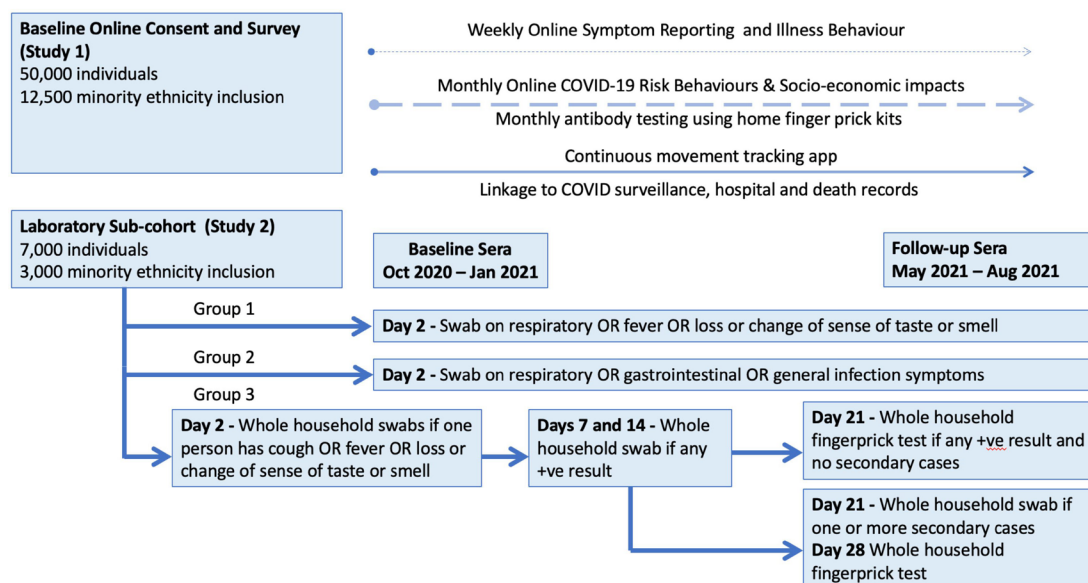 Baseline Online Consent and Survey
(Study 1)
50,000 individuals
12,500 minority ethnicity inclusion
Weekly Online Symptom Reporting and Illness Behaviour
Monthly Online COVID-19 Risk Behaviours & Socio-economic impacts
Monthly antibody testing using home finger prick kits
Continuous movement tracking app
Linkage to COVID surveillance, hospital and death records
Laboratory Sub-cohort (Study 2)
7,000 individuals
3,000 minority ethnicity inclusion
Baseline Sera
Oct 2020 – Jan 2021
Follow-up Sera
May 2021 – Aug 2021
Group 1
Day 2 - Swab on respiratory OR fever OR loss or change of sense of taste or smell
Group 2
Day 2 - Swab on respiratory OR gastrointestinal OR general infection symptoms
Group 3
Day 2 - Whole household swabs if one
person has cough OR fever OR loss or
change of sense of taste or smell
Days 7 and 14 - Whole
household swab if any
+ve result
Day 21 - Whole household
fingerprick test if any +ve result and
no secondary cases
Day 21 - Whole household swab if
one or more secondary cases
Day 28 Whole household
fingerprick test